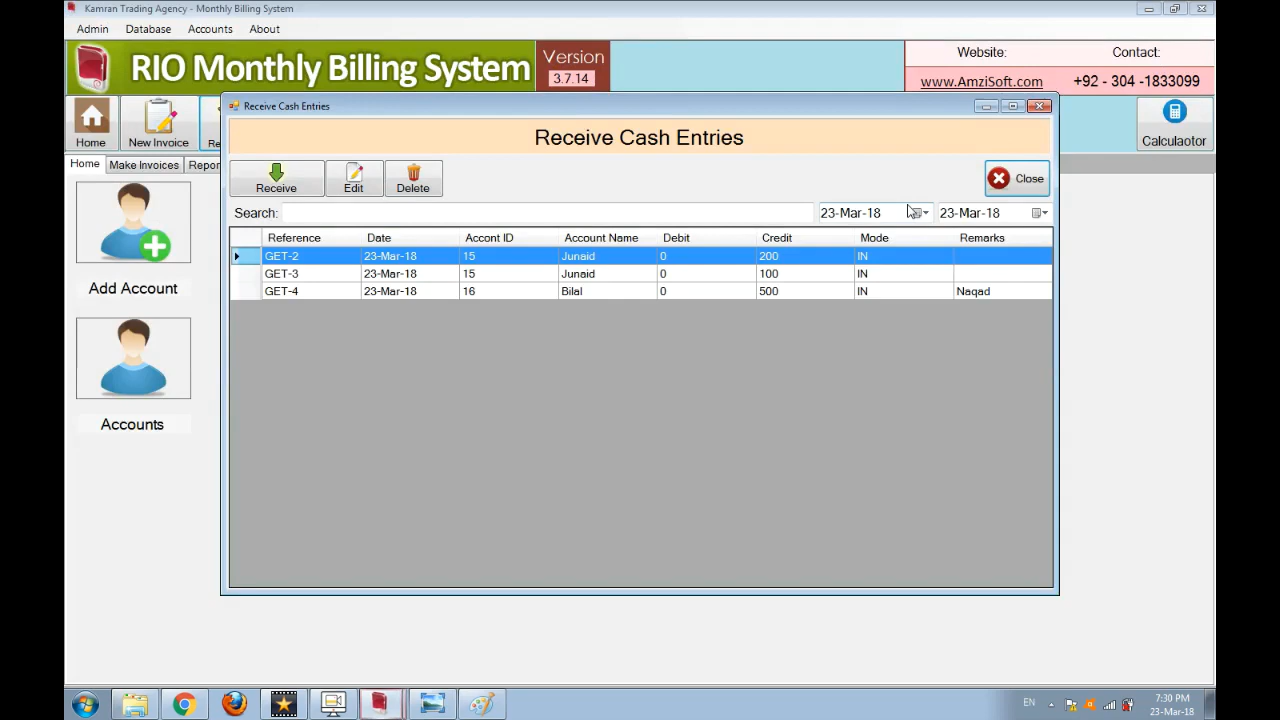 Kamran Trading Agency - Monthly Billing System
Admin Database Accounts About
RIO Monthly Billing System
Version
3.7.14
Website: Contact:
www.AmziSoft.com +92 - 304 -1833099
Home New Invoice Re
Calculaotor
Receive Cash Entries
Receive Cash Entries
Home Make Invoices Repor
Receive Edit Delete Close
Search: 23-Mar-18 23-Mar-18
Reference Date Accont ID Account Name Debit Credit Mode Remarks
GET-2 23-Mar-18 15 Junaid 0 200 IN
GET-3 23-Mar-18 15 Junaid 0 100 IN
GET-4 23-Mar-18 16 Bilal 0 500 IN Naqad
Add Account
Accounts
EN
7:30 PM
23-Mar-18